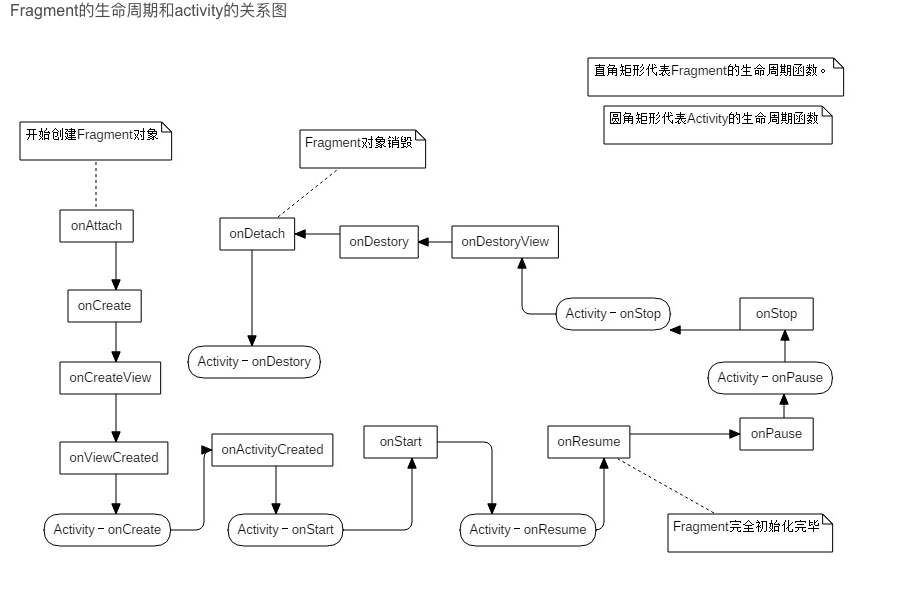 Fragment的生命周期和activity的关系图
直角矩形代表Fragment的生命周期函数。
圆角矩形代表Activity的生命周期函数
开始创建Fragment对象
Fragment对象销毁
onAttach
onDetach
onDestory
onDestoryView
onCreate
Activity-onStop
onStop
Activity-onDestory
onCreateView
Activity-onPause
onViewCreated
onActivityCreated
onStart
onResume
onPause
Activity-onCreate
Activity-onStart
Activity-onResume
Fragment完全初始化完毕